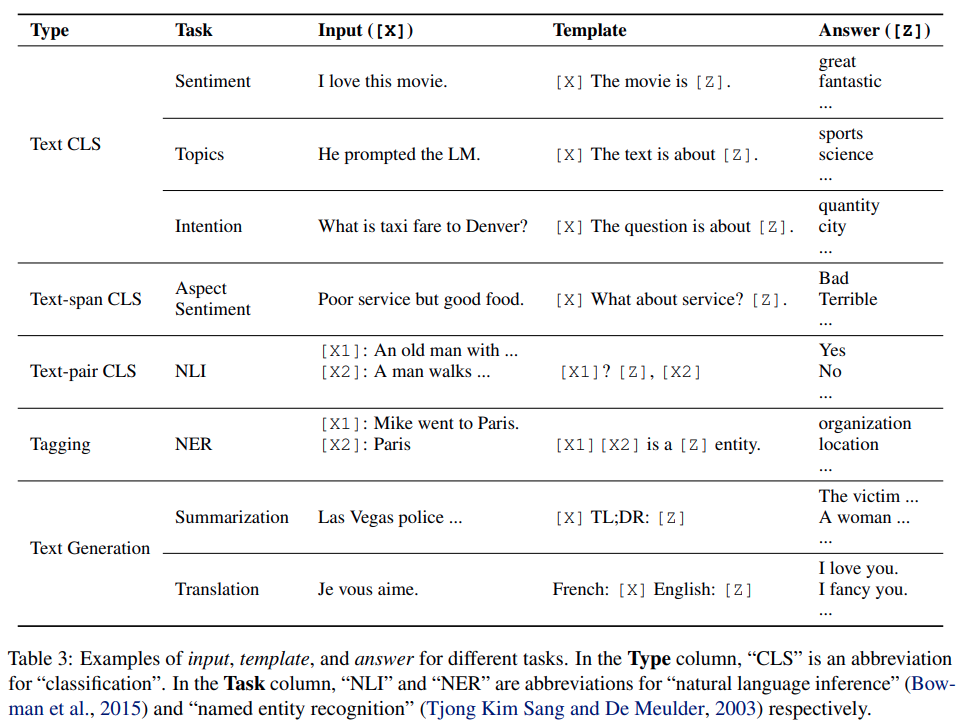 Type Task Input ([X]) Template Answer ([Z])
Text CLS
Sentiment I love this movie. [X] The movie is [Z]. great
fantastic
...
Topics He prompted the LM. [X] The text is about [Z]. sports
science
...
Intention What is taxi fare to Denver? [X] The question is about [Z]. quantity
city
...
Text-span CLS Aspect
Sentiment Poor service but good food. [X] What about service? [Z]. Bad
Terrible
...
Text-pair CLS NLI [X1]: An old man with ...
[X2]: A man walks ... [X1]? [Z], [X2] Yes
No
...
Tagging NER [X1]: Mike went to Paris.
[X2]: Paris [X1][X2] is a [Z] entity. organization
location
...
Text Generation
Summarization Las Vegas police ... [X] TL;DR: [Z] The victim ...
A woman ...
...
Translation Je vous aime. French: [X] English: [Z] I love you.
I fancy you.
...
Table 3: Examples of input, template, and answer for different tasks. In the Type column, “CLS” is an abbreviation
for “classification”. In the Task column, “NLI” and “NER” are abbreviations for “natural language inference” (Bow-
man et al., 2015) and “named entity recognition” (Tjong Kim Sang and De Meulder, 2003) respectively.